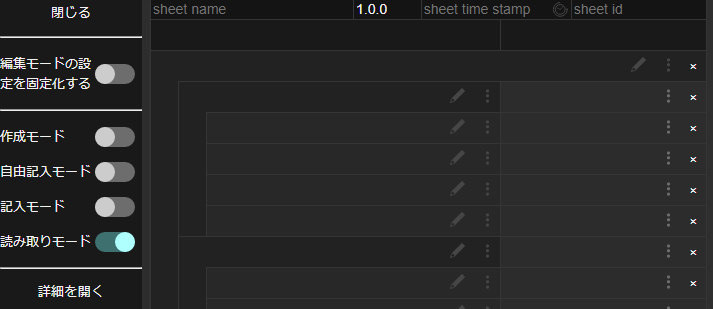 閉じる
編集モードの設
定を固定化する
作成モード
自由記入モード
記入モード
読み取りモード
詳細を開く
sheet name 1.0.0 sheet time stamp sheet id